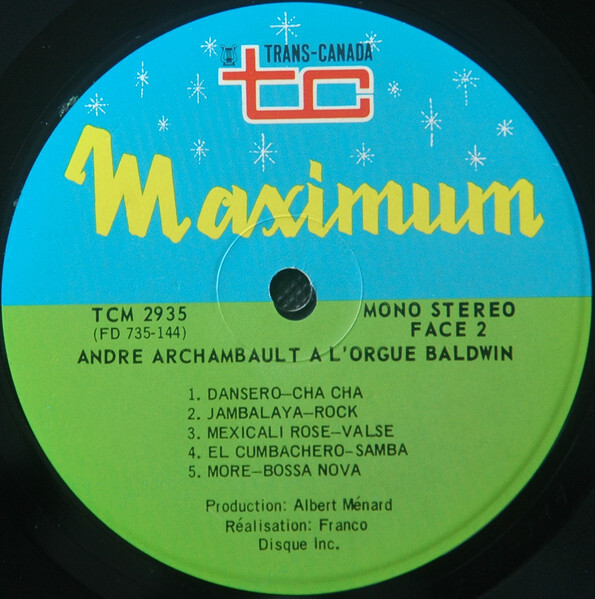 TRANS-CANADA
tc
Maximum
TCM 2935
(FD 735-144)
MONO STEREO
FACE 2
ANDRE ARCHAMBAULT A L'ORGUE BALDWIN
1. DANSERO—CHA CHA
2. JAMBALAYA—ROCK
3. MEXICALI ROSE—VALSE
4. EL CUMBACHERO-SAMBA
5. MORE—BOSSA NOVA
Production: Albert Ménard
Réalisation: Franco
Disque Inc.